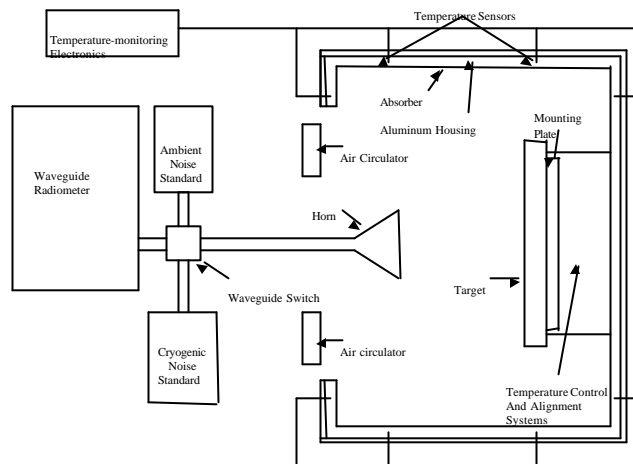 Temperature Sensors
Temperature-monitoring
Electronics
Absorber
Aluminum Housing
Mounting
Plate
Ambient
Noise
Standard
Air Circulator
Waveguide
Radiometer
Horn
Waveguide Switch
Target
Cryogenic
Noise
Standard
Air circulator
Temperature Control
And Alignment
Systems